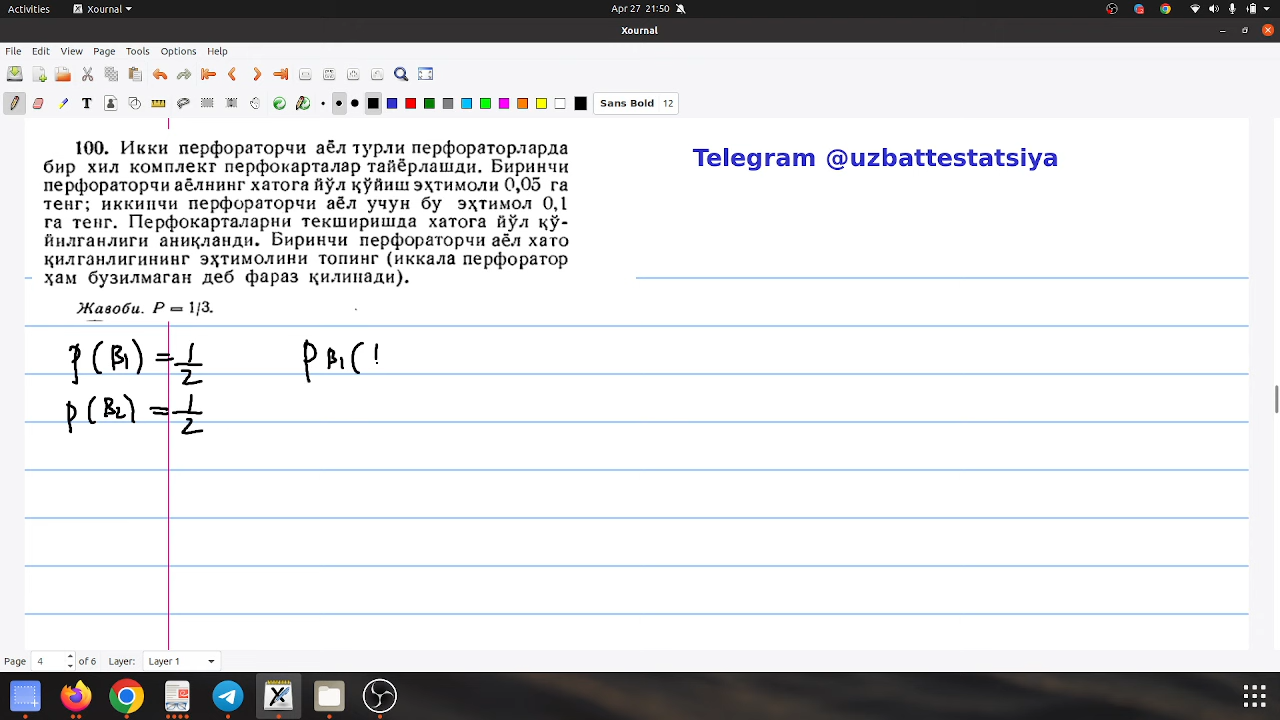 Activities
Xournal
Apr 27 21:50
Xournal
File Edit View Page Tools Options Help
Sans Bold 12
100. Икки перфораторчи аёл турли перфораторларда
бир хил комплект перфокарталар тайёрлашди. Биринчи
перфораторчи аёлнинг хатога йўл қўйиш эҳтимоли 0,05 га
тенг; иккинчи перфораторчи аёл учун бу эҳтимол 0,1
га тенг. Перфокарталарни текширишда хатога йўл қў-
йилганлиги аниқланди. Биринчи перфораторчи аёл хато
қилганлигининг эҳтимолини топинг (иккала перфоратор
ҳам бузилмаган деб фараз қилинади).
Жавоби. P = 1/3.
Telegram @uzbattestatsiya
P(B1) = 1/2
PB1(
P(B2) = 1/2
Page 4 of 6 Layer: Layer 1